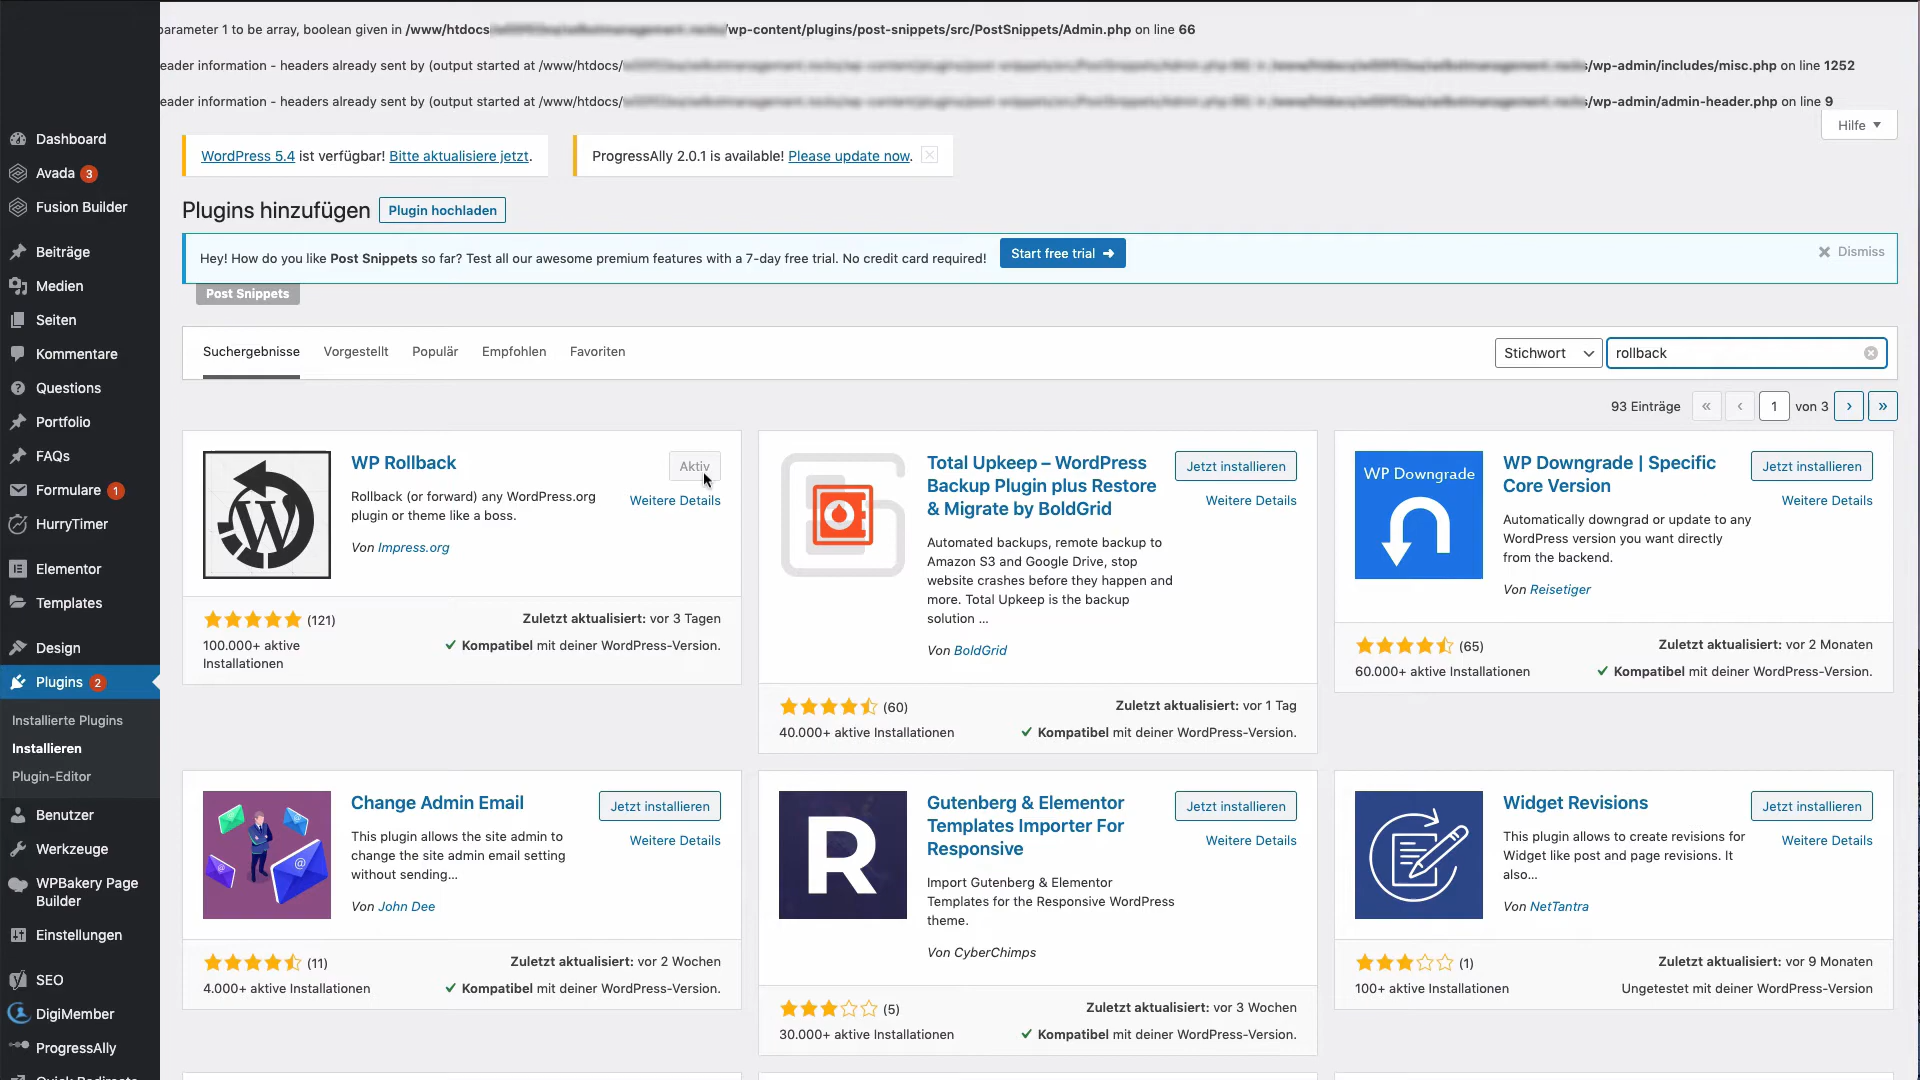 parameter 1 to be array, boolean given in /www/htdocs /wp-content/plugins/post-snippets/src/PostSnippets/Admin.php on line 66
eader information - headers already sent by (output started at /www/htdocs/ /wp-admin/includes/misc.php on line 1252
eader information - headers already sent by (output started at /www/htdocs/ /wp-admin/admin-header.php on line 9
Hilfe
Dashboard
Avada 3
Fusion Builder
Beiträge
Medien
Seiten
Kommentare
Questions
Portfolio
FAQs
Formulare 1
HurryTimer
Elementor
Templates
Design
Plugins 2
Installierte Plugins
Installieren
Plugin-Editor
Benutzer
Werkzeuge
WPBakery Page
Builder
Einstellungen
SEO
DigiMember
ProgressAlly
WordPress 5.4 ist verfügbar! Bitte aktualisiere jetzt.
ProgressAlly 2.0.1 is available! Please update now.
Plugins hinzufügen
Plugin hochladen
Hey! How do you like Post Snippets so far? Test all our awesome premium features with a 7-day free trial. No credit card required!
Start free trial ➜
Dismiss
Post Snippets
Suchergebnisse
Vorgestellt
Populär
Empfohlen
Favoriten
Stichwort
rollback
93 Einträge « ‹ 1 von 3 › »
WP Rollback
Aktiv
Weitere Details
Rollback (or forward) any WordPress.org
plugin or theme like a boss.
Von Impress.org
(121)
100.000+ aktive
Installationen
Zuletzt aktualisiert: vor 3 Tagen
Kompatibel mit deiner WordPress-Version.
Total Upkeep – WordPress
Backup Plugin plus Restore
& Migrate by BoldGrid
Jetzt installieren
Weitere Details
Automated backups, remote backup to
Amazon S3 and Google Drive, stop
website crashes before they happen and
more. Total Upkeep is the backup
solution ...
Von BoldGrid
(60)
40.000+ aktive Installationen
Zuletzt aktualisiert: vor 1 Tag
Kompatibel mit deiner WordPress-Version.
WP Downgrade
WP Downgrade | Specific
Core Version
Jetzt installieren
Weitere Details
Automatically downgrad or update to any
WordPress version you want directly
from the backend.
Von Reisetiger
(65)
60.000+ aktive Installationen
Zuletzt aktualisiert: vor 2 Monaten
Kompatibel mit deiner WordPress-Version.
Change Admin Email
Jetzt installieren
Weitere Details
This plugin allows the site admin to
change the site admin email setting
without sending...
Von John Dee
(11)
4.000+ aktive Installationen
Zuletzt aktualisiert: vor 2 Wochen
Kompatibel mit deiner WordPress-Version.
R
Gutenberg & Elementor
Templates Importer For
Responsive
Jetzt installieren
Weitere Details
Import Gutenberg & Elementor
Templates for the Responsive WordPress
theme.
Von CyberChimps
(5)
30.000+ aktive Installationen
Zuletzt aktualisiert: vor 3 Wochen
Kompatibel mit deiner WordPress-Version.
Widget Revisions
Jetzt installieren
Weitere Details
This plugin allows to create revisions for
Widget like post and page revisions. It
also...
Von NetTantra
(1)
100+ aktive Installationen
Zuletzt aktualisiert: vor 9 Monaten
Ungetestet mit deiner WordPress-Version